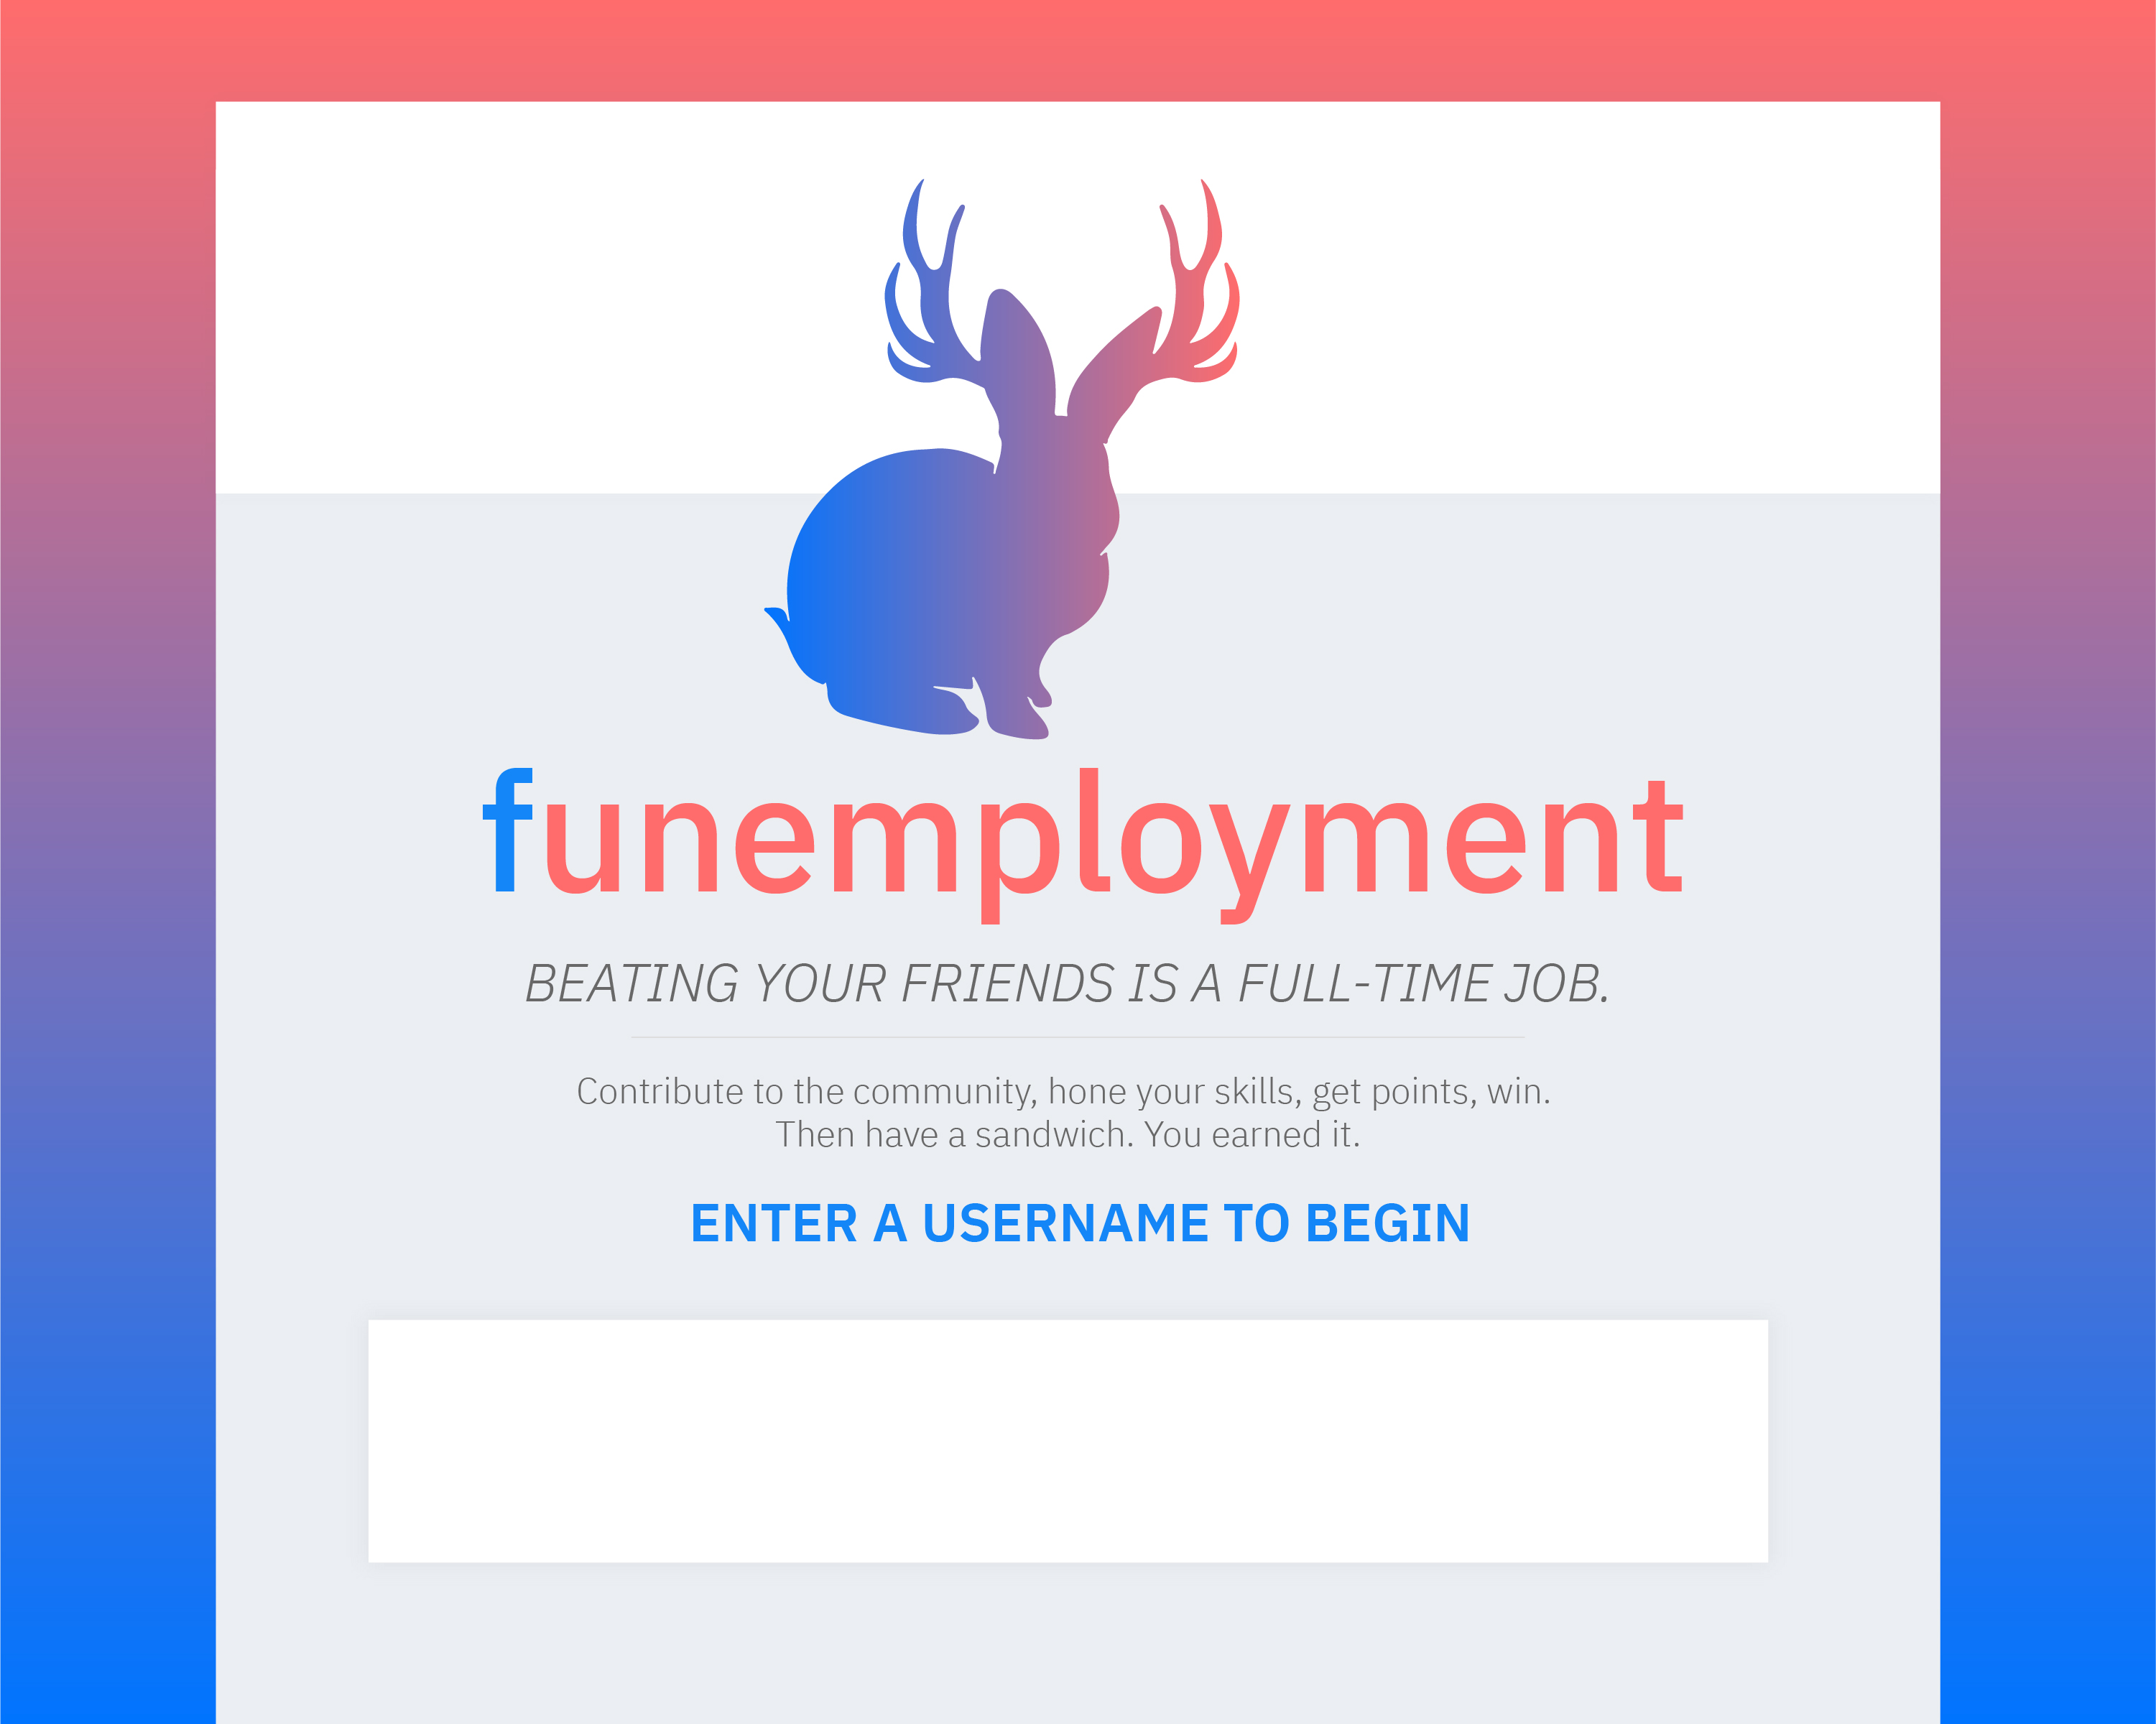 funemployment
BEATING YOUR FRIENDS IS A FULL-TIME JOB.
Contribute to the community, hone your skills, get points, win.
Then have a sandwich. You earned it.
ENTER A USERNAME TO BEGIN